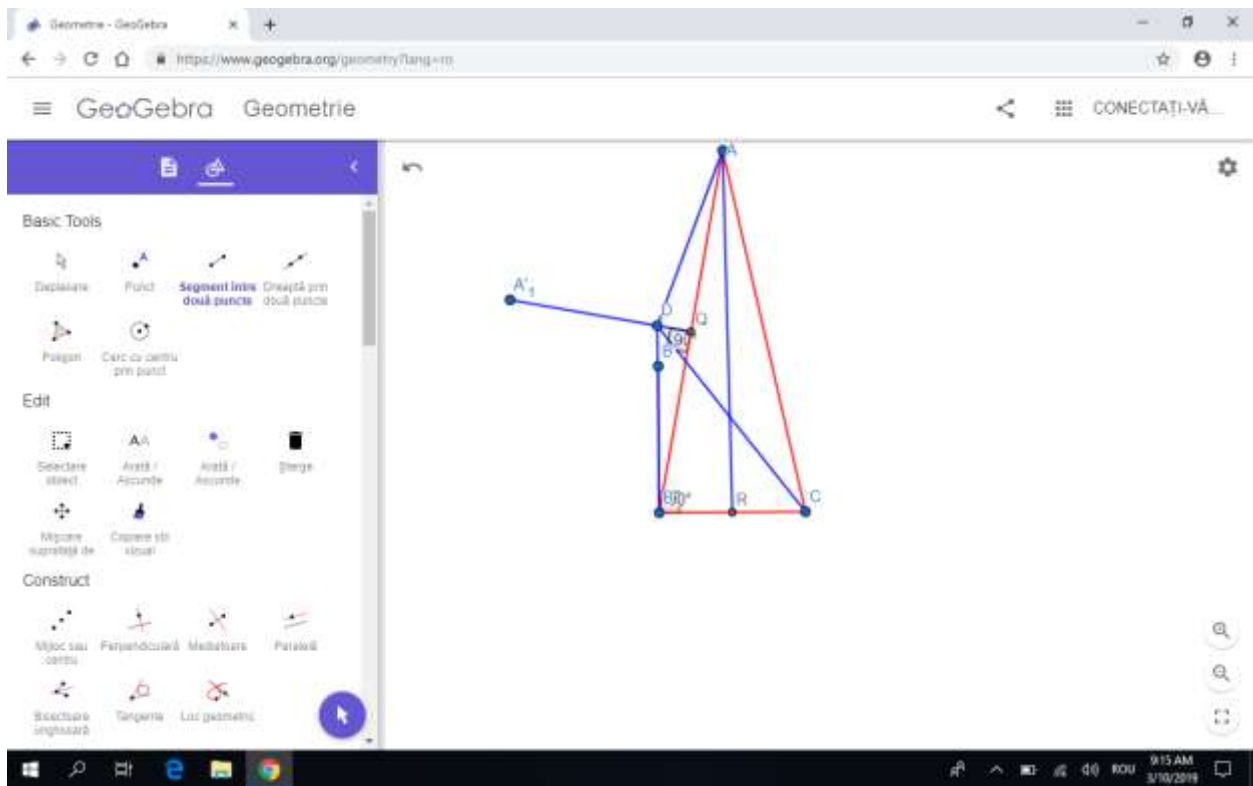 Geometrie - GeoGebra
https://www.geogebra.org/geometry?lang=ro
GeoGebra Geometrie
CONECTAȚI-VĂ...
Basic Tools
Deplasare
Punct
Segment între două puncte
Dreaptă prin două puncte
Poligon
Cerc cu centru prin punct
Edit
Selectare obiect
Arată / Ascunde
Arată / Ascunde
Șterge
Mișcare suprafață de
Copiere stil vizual
Construct
Mijloc sau centru
Perpendiculară
Mediatoare
Paralelă
Bisectoare unghiulară
Tangente
Loc geometric
A
A'₁
D
Q
B
R
C
ROU
9:15 AM
3/10/2019